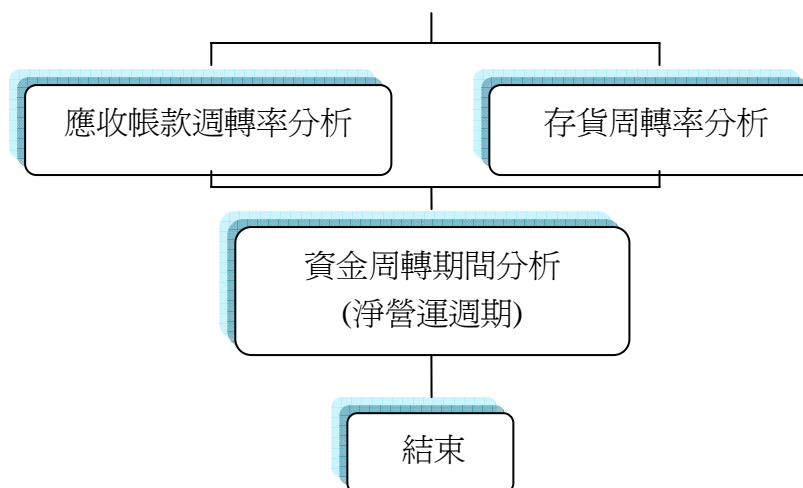 應收帳款週轉率分析
存貨周轉率分析
資金周轉期間分析
(淨營運週期)
結束